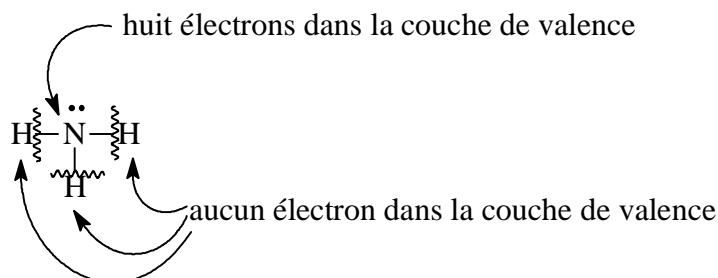 huit électrons dans la couche de valence
H N H
H
aucun électron dans la couche de valence